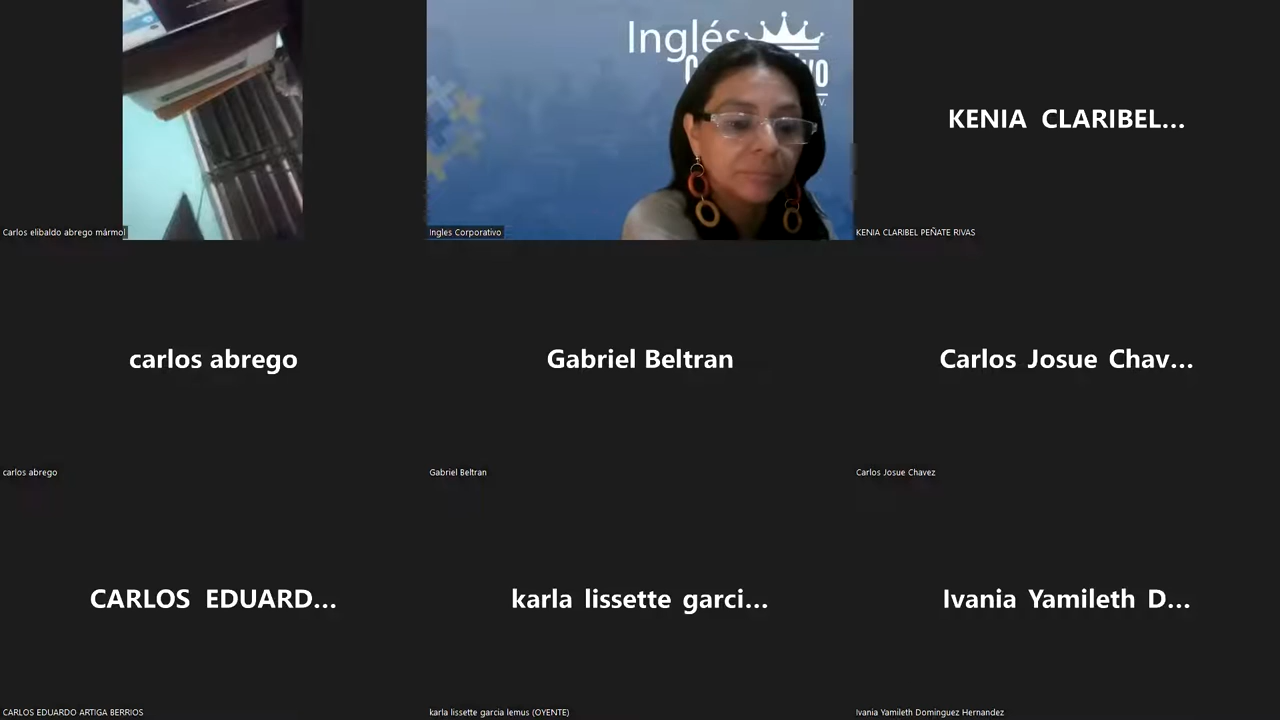 Inglés
Carlos elibaldo abrego mármol
Ingles Corporativo
KENIA CLARIBEL...
KENIA CLARIBEL PEÑATE RIVAS
carlos abrego
Gabriel Beltran
Carlos Josue Chav...
carlos abrego
Gabriel Beltran
Carlos Josue Chavez
CARLOS EDUARD...
karla lissette garci...
Ivania Yamileth D...
CARLOS EDUARDO ARTIGA BERRIOS
karla lissette garcia lemus (OYENTE)
Ivania Yamileth Dominguez Hernandez